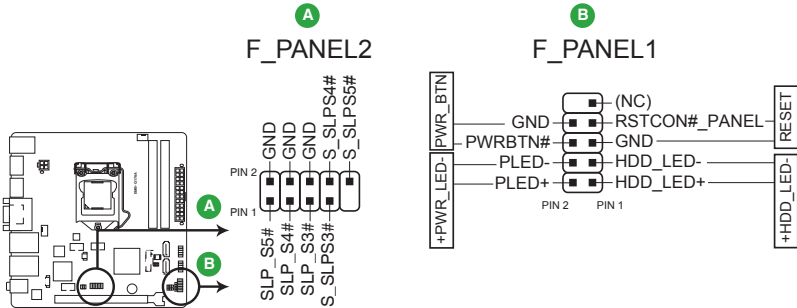 A
F_PANEL2
GND
GND
GND
S_SLPS4#
S_SLPS5#
PIN 2
PIN 1
SLP_S5#
SLP_S4#
SLP_S3#
S_SLPS3#
A
B
B
F_PANEL1
PWR_BTN
+PWR_LED-
(NC)
GND
RSTCON#_PANEL
PWRBTN#
GND
PLED-
HDD_LED-
PLED+
HDD_LED+
PIN 2
PIN 1
RESET
+HDD_LED-